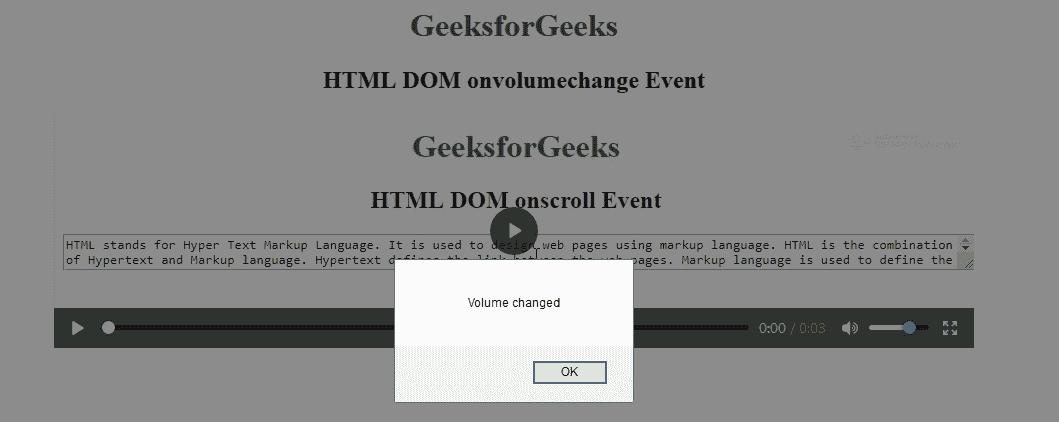 GeeksforGeeks
HTML DOM onvolumechange Event
GeeksforGeeks
HTML DOM onscroll Event
HTML stands for Hyper Text Markup Language. It is used to design web pages using markup language. HTML is the combination
of Hypertext and Markup language. Hypertext defines the link between the web pages. Markup language is used to define the
Volume changed
0:00 / 0:03
OK